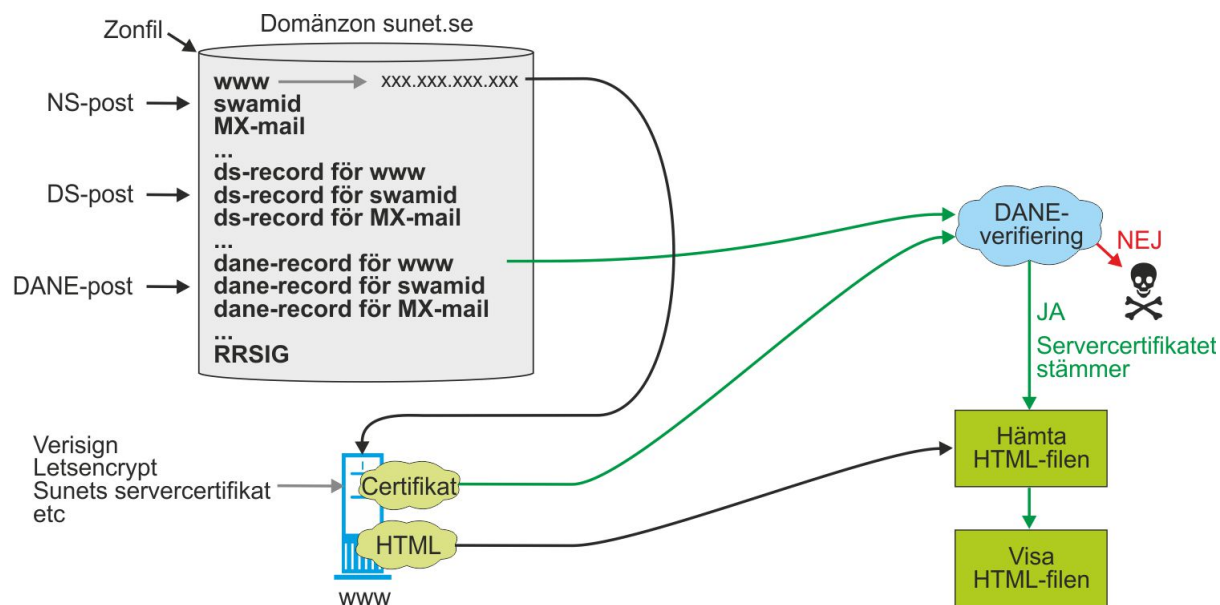 Domänzon sunet.se
Zonfil
www xxx.xxx.xxx.xxx
NS-post
swamid
MX-mail
...
ds-record för www
DS-post
ds-record för swamid
ds-record för MX-mail
...
dane-record för www
DANE-post
dane-record för swamid
dane-record för MX-mail
...
RRSIG
DANE-
verifiering
NEJ
JA
Servercertifikatet
stämmer
Verisign
Letsencrypt
Sunets servercertifikat
etc
Certifikat
HTML
www
Hämta
HTML-filen
Visa
HTML-filen